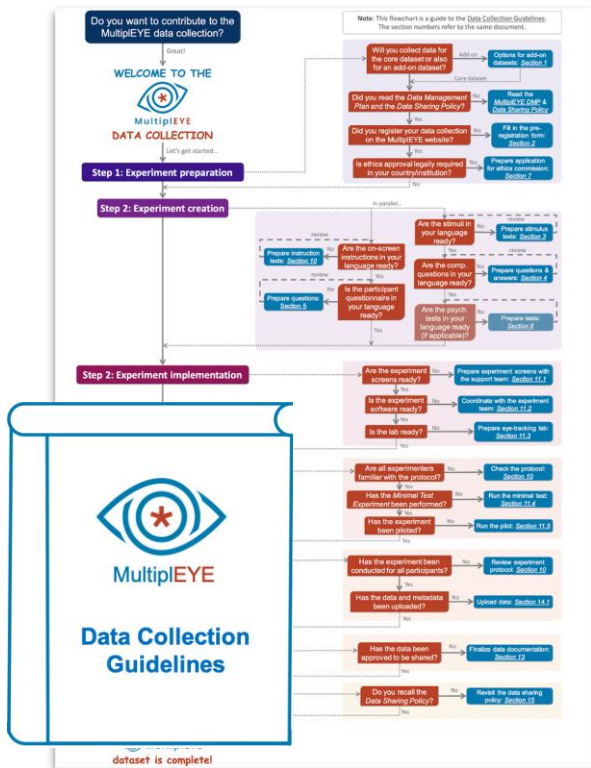 Do you want to contribute to the
MultiplEYE data collection?
Note: This flowchart is a guide to the Data Collection Guidelines.
The section numbers refer to the same document.
Great!
WELCOME TO THE
MultiplEYE
DATA COLLECTION
Let's get started...
Will you collect data for
the core dataset or also
for an add-on dataset?
Add-on
Options for add-on
datasets: Section 1
Core dataset
Did you read the Data Management
Plan and the Data Sharing Policy?
No
Read the
MultiplEYE DMP &
Data Sharing Policy
Yes
Did you register your data collection
on the MultiplEYE website?
No
Fill in the pre-
registration form:
Section 2
Yes
Step 1: Experiment preparation
Is ethics approval legally required
in your country/institution?
Yes
Prepare application
for ethics commission:
Section 7
No
Step 2: Experiment creation
In parallel...
review
Are the stimuli in
your language
ready?
No
Prepare stimulus
texts: Section 3
Yes
review
Prepare instruction
texts: Section 10
No
Are the on-screen
instructions in your
language ready?
Yes
review
Are the comp.
questions in your
language ready?
No
Prepare questions &
answers: Section 4
Yes
review
Prepare questions:
Section 5
No
Is the participant
questionnaire in
your language
ready?
Yes
Are the psych.
tests in your
language ready
(if applicable)?
No
Prepare tests:
Section 6
Yes
Step 2: Experiment implementation
Are the experiment
screens ready?
No
Prepare experiment screens with
the support team: Section 11.1
Yes
Is the experiment
software ready?
No
Coordinate with the experiment
team: Section 11.2
Yes
Is the lab ready?
No
Prepare eye-tracking lab:
Section 11.3
Yes
Are all experimenters
familiar with the protocol?
No
Check the protocol:
Section 10
Yes
Has the Minimal Test
Experiment been performed?
No
Run the minimal test:
Section 11.4
Yes
Has the experiment
been piloted?
No
Run the pilot: Section 11.5
Yes
Has the experiment been
conducted for all participants?
No
Review experiment
protocol: Section 10
Yes
Has the data and metadata
been uploaded?
No
Upload data: Section 14.1
Yes
Has the data been
approved to be shared?
No
Finalize data documentation:
Section 13
Yes
Do you recall the
Data Sharing Policy?
No
Revisit the data sharing
policy: Section 15
Yes
MultiplEYE
Data Collection
Guidelines
dataset is complete!